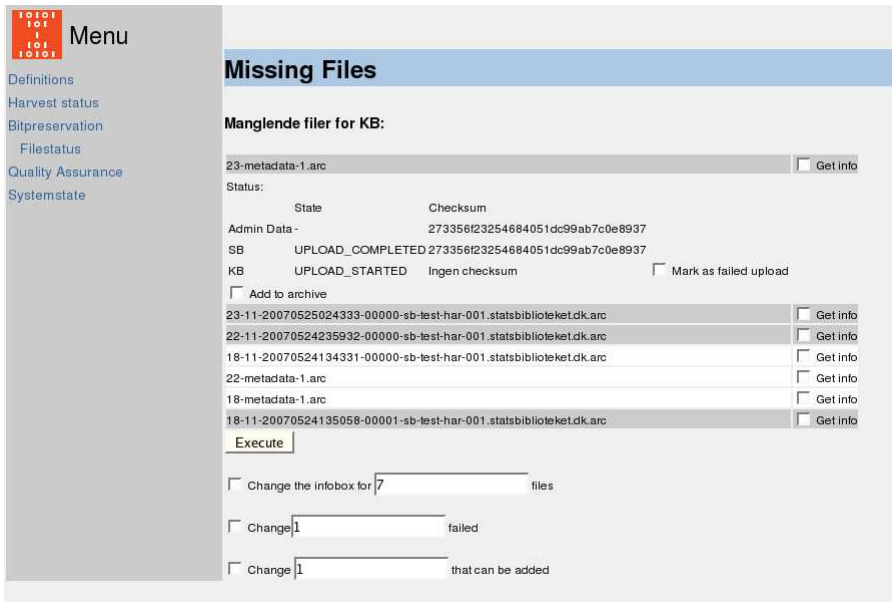 10101
101
1
101
10101
Menu
Definitions
Harvest status
Bitpreservation
Filestatus
Quality Assurance
Systemstate
Missing Files
Manglende filer for KB:
23-metadata-1.arc Get info
Status:
State Checksum
Admin Data - 273356f23254684051dc99ab7c0e8937
SB UPLOAD_COMPLETED 273356f23254684051dc99ab7c0e8937
KB UPLOAD_STARTED Ingen checksum Mark as failed upload
Add to archive
23-11-20070525024333-00000-sb-test-har-001.statsbiblioteket.dk.arc Get info
22-11-20070524235932-00000-sb-test-har-001.statsbiblioteket.dk.arc Get info
18-11-20070524134331-00000-sb-test-har-001.statsbiblioteket.dk.arc Get info
22-metadata-1.arc Get info
18-metadata-1.arc Get info
18-11-20070524135058-00001-sb-test-har-001.statsbiblioteket.dk.arc Get info
Execute
Change the infobox for 7 files
Change 1 failed
Change 1 that can be added